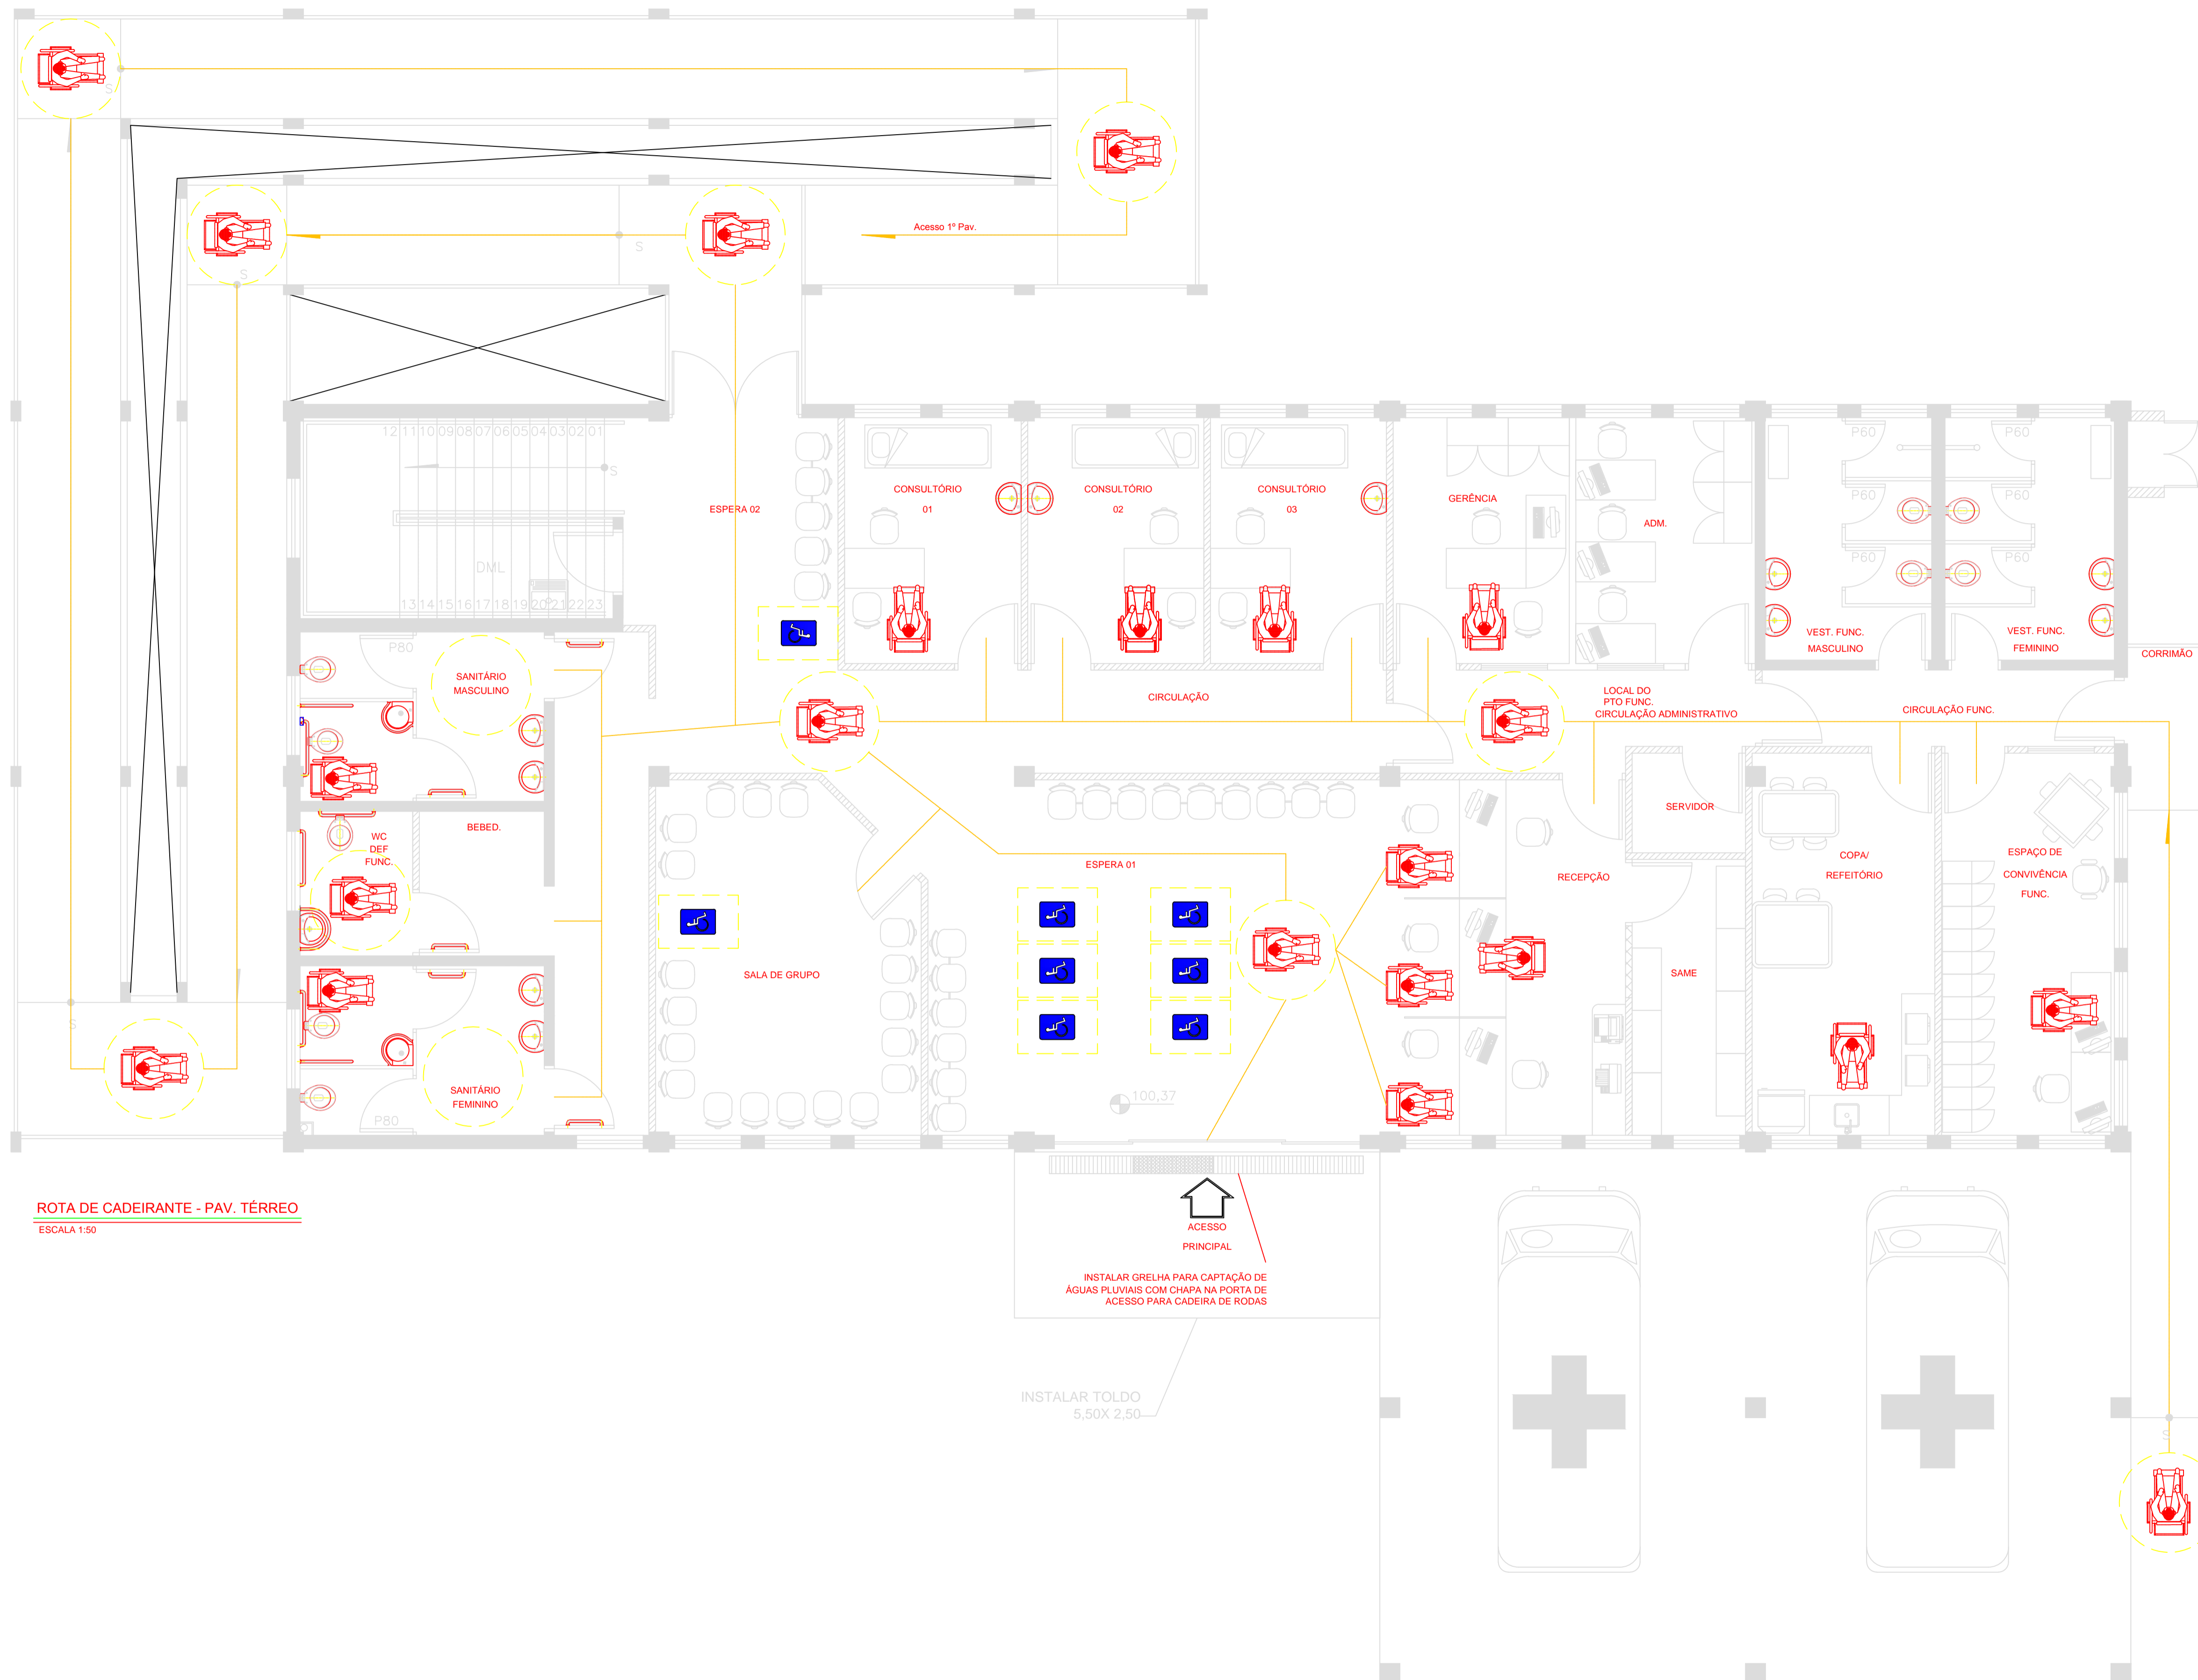 S
S
S
Acesso 1º Pav.
12 11 10 09 08 07 06 05 04 03 02 01
S
DML
13 14 15 16 17 18 19 20 21 22 23
ESPERA 02
CONSULTÓRIO
01
CONSULTÓRIO
02
CONSULTÓRIO
03
GERÊNCIA
ADM.
P60
P60
P60
P60
P60
P60
VEST. FUNC.
MASCULINO
VEST. FUNC.
FEMININO
CORRIMÃO
P80
SANITÁRIO
MASCULINO
CIRCULAÇÃO
LOCAL DO
PTO FUNC.
CIRCULAÇÃO ADMINISTRATIVO
CIRCULAÇÃO FUNC.
SERVIDOR
BEBED.
WC
DEF
FUNC.
ESPERA 01
RECEPÇÃO
COPA/
REFEITÓRIO
ESPAÇO DE
CONVIVÊNCIA
FUNC.
SALA DE GRUPO
SAME
S
SANITÁRIO
FEMININO
P80
100,37
ROTA DE CADEIRANTE - PAV. TÉRREO
ESCALA 1:50
ACESSO
PRINCIPAL
INSTALAR GRELHA PARA CAPTAÇÃO DE
ÁGUAS PLUVIAIS COM CHAPA NA PORTA DE
ACESSO PARA CADEIRA DE RODAS
INSTALAR TOLDO
5,50X 2,50
S